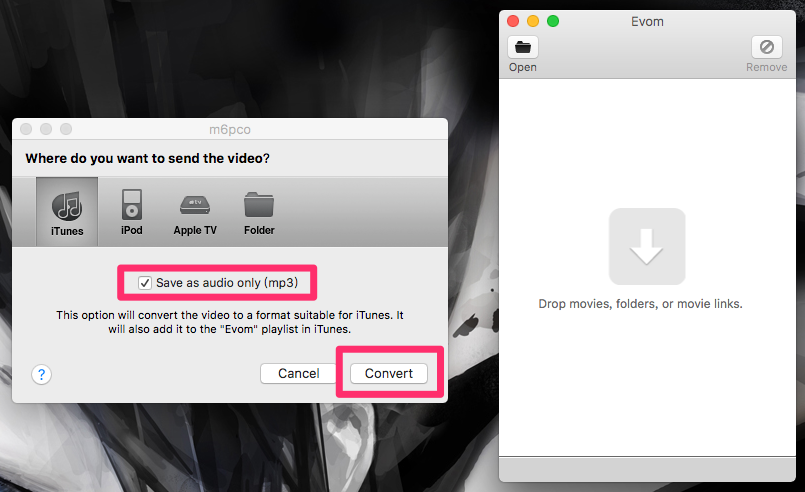 Evom
Open
Remove
m6pco
Where do you want to send the video?
iTunes
iPod
tv
Apple TV
Folder
Save as audio only (mp3)
This option will convert the video to a format suitable for iTunes. It
will also add it to the "Evom" playlist in iTunes.
?
Cancel
Convert
Drop movies, folders, or movie links.